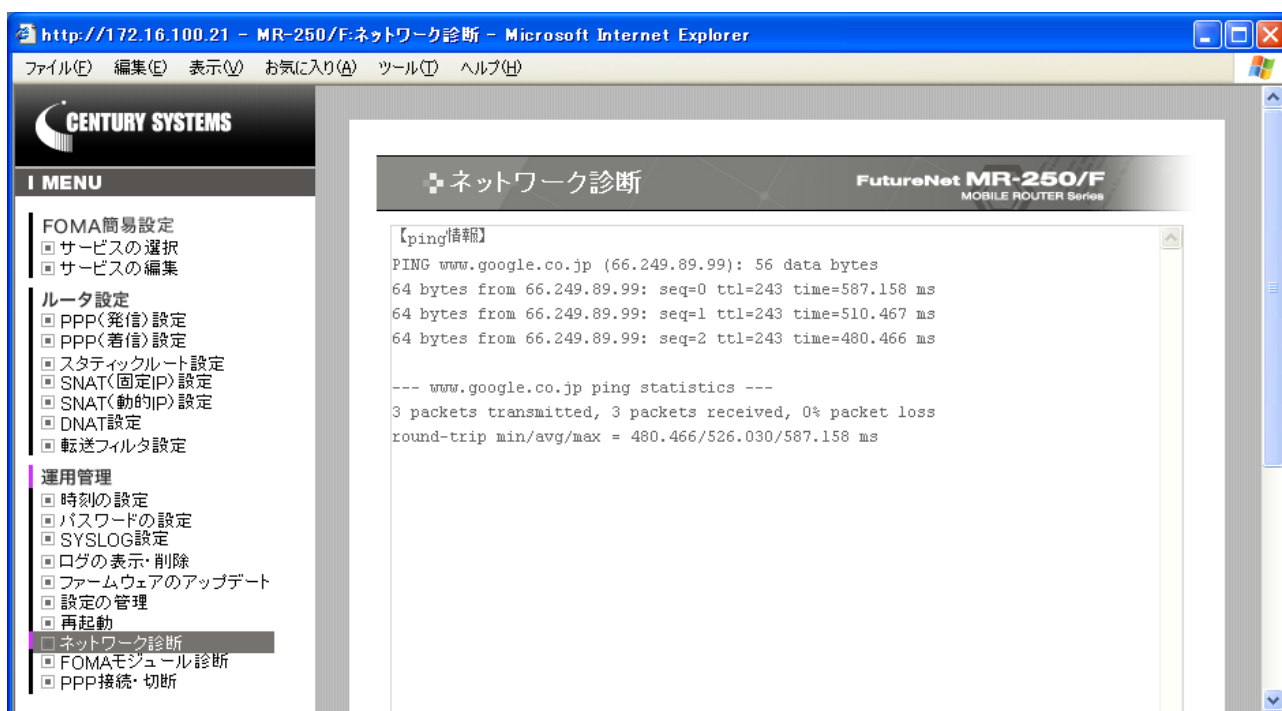 http://172.16.100.21 - MR-250/F:ネットワーク診断 - Microsoft Internet Explorer
ファイル(F) 編集(E) 表示(V) お気に入り(A) ツール(T) ヘルプ(H)
CENTURY SYSTEMS
MENU
FOMA簡易設定
サービスの選択
サービスの編集
ルータ設定
PPP(発信)設定
PPP(着信)設定
スタティックルート設定
SNAT(固定IP)設定
SNAT(動的IP)設定
DNAT設定
転送フィルタ設定
運用管理
時刻の設定
パスワードの設定
SYSLOG設定
ログの表示・削除
ファームウェアのアップデート
設定の管理
再起動
ネットワーク診断
FOMAモジュール診断
PPP接続・切断
ネットワーク診断
FutureNet MR-250/F
MOBILE ROUTER Series
【ping情報】
PING www.google.co.jp (66.249.89.99): 56 data bytes
64 bytes from 66.249.89.99: seq=0 ttl=243 time=587.158 ms
64 bytes from 66.249.89.99: seq=1 ttl=243 time=510.467 ms
64 bytes from 66.249.89.99: seq=2 ttl=243 time=480.466 ms
--- www.google.co.jp ping statistics ---
3 packets transmitted, 3 packets received, 0% packet loss
round-trip min/avg/max = 480.466/526.030/587.158 ms